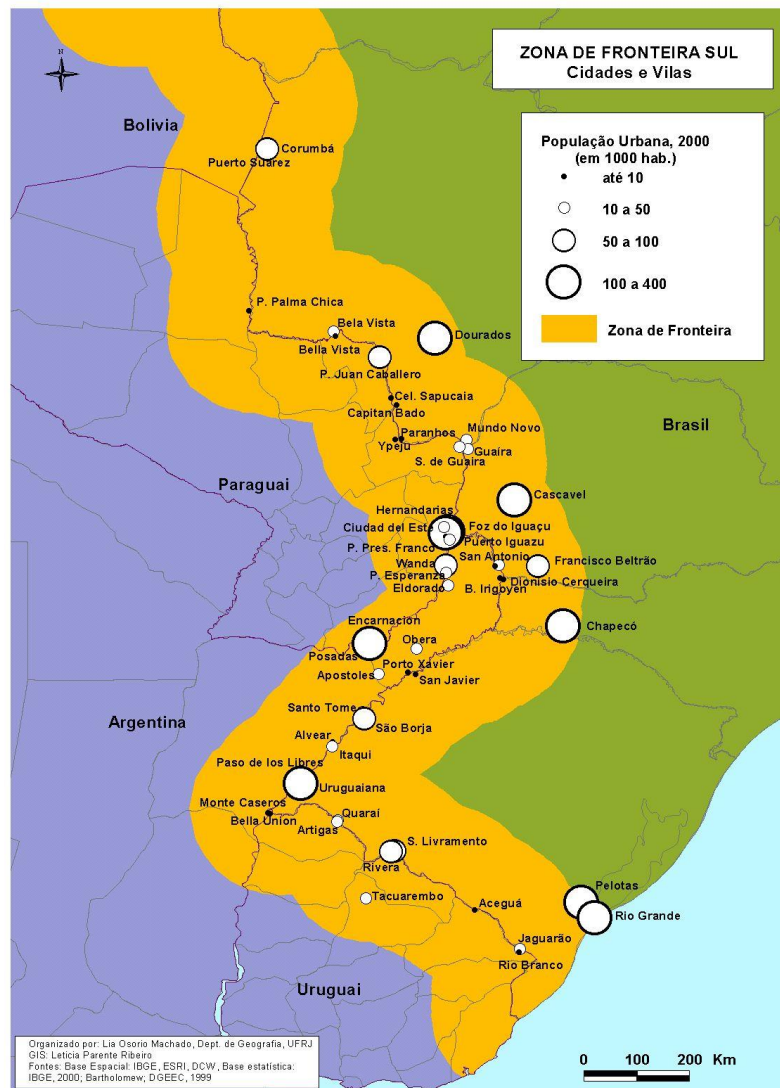 ZONA DE FRONTEIRA SUL
Cidades e Vilas
População Urbana, 2000
(em 1000 hab.)
até 10
10 a 50
50 a 100
100 a 400
Zona de Fronteira
Bolivia
Corumbá
Puerto Suarez
P. Palma Chica
Bela Vista
Bella Vista
Dourados
P. Juan Caballero
Cel. Sapucaia
Capitan Bado
Brasil
Mundo Novo
Paranhos
Ypeju
Guaíra
S. de Guaira
Paraguai
Cascavel
Hernandarias
Ciudad del Este
Foz do Iguaçu
Puerto Iguazu
P. Pres. Franco
San Antonio
Wanda
Francisco Beltrão
P. Esperanza
Dionisio Cerqueira
Eldorado
B. Irigoyen
Encarnación
Chapecó
Obera
Posadas
Porto Xavier
Apostoles
San Javier
Santo Tome
Argentina
São Borja
Alvear
Itaqui
Paso de los Libres
Uruguaiana
Monte Caseros
Bella Union
Quaraí
Artigas
S. Livramento
Rivera
Pelotas
Tacuarembo
Aceguá
Rio Grande
Jaguarão
Rio Branco
Uruguai
Organizado por: Lia Osorio Machado, Dept. de Geografia, UFRJ
GIS: Leticia Parente Ribeiro
Fontes: Base Espacial: IBGE, ESRI, DCW, Base estatística:
IBGE, 2000; Bartholomew; DGEEC, 1999
0 100 200 Km